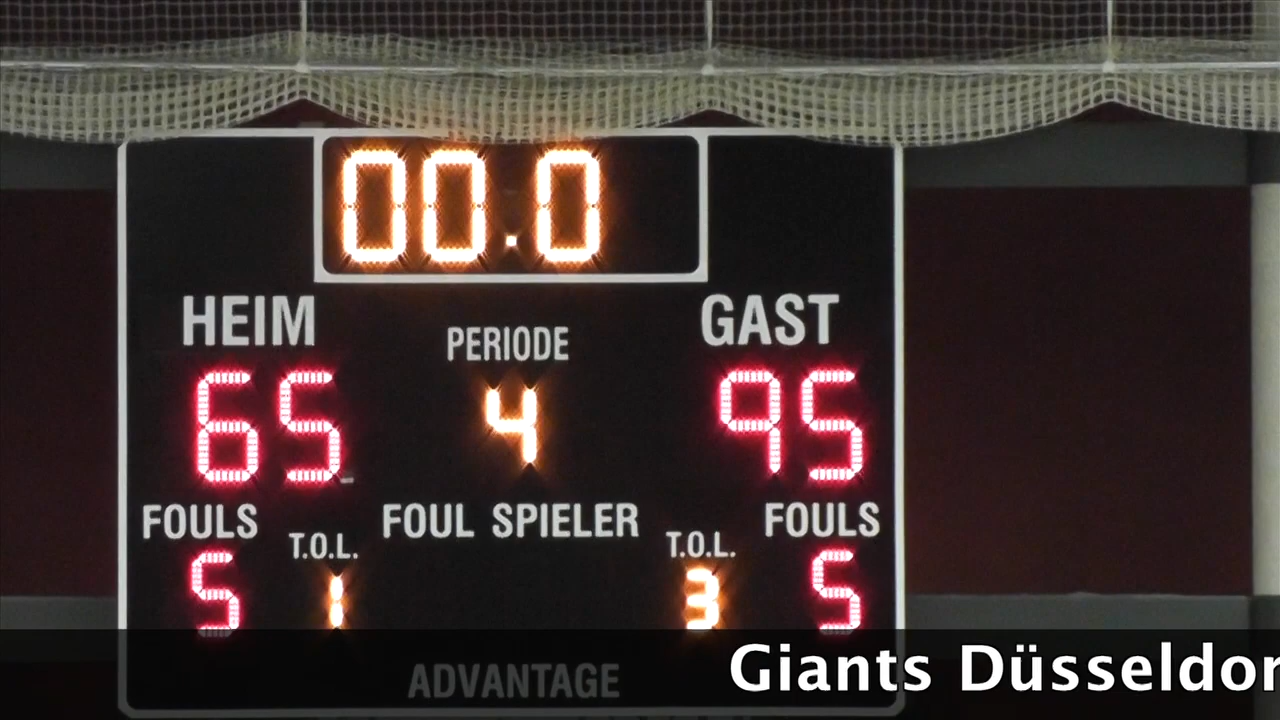 00.0
HEIM
PERIODE
GAST
65
4
95
FOULS
T.O.L.
FOUL SPIELER
T.O.L.
FOULS
5
1
3
5
ADVANTAGE
Giants Düsseldor